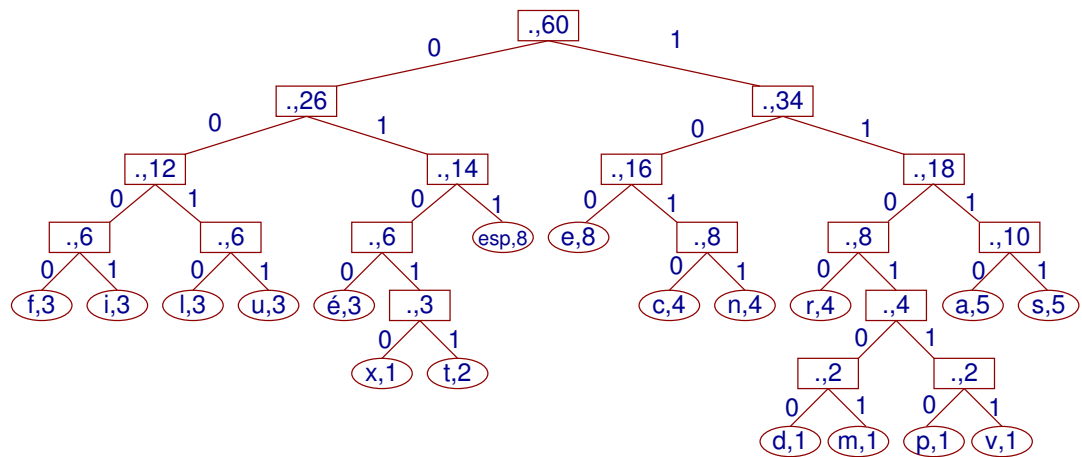 .,60
0 1
.,26 .,34
0 1 0 1
.,12 .,14 .,16 .,18
0 1 0 1 0 1 0 1
.,6 .,6 .,6 esp,8 e,8 .,8 .,8 .,10
0 1 0 1 0 1 0 1 0 1 0 1
f,3 i,3 l,3 u,3 é,3 .,3 c,4 n,4 r,4 .,4 a,5 s,5
0 1 0 1
x,1 t,2 .,2 .,2
0 1 0 1
d,1 m,1 p,1 v,1